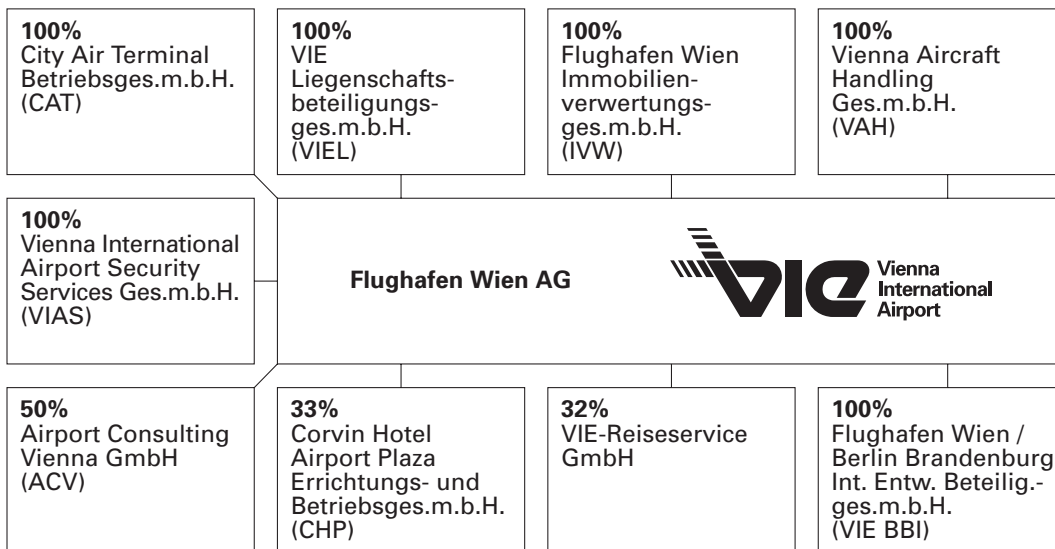 100%
City Air Terminal
Betriebsges.m.b.H.
(CAT)
100%
VIE
Liegenschafts-
beteiligungs-
ges.m.b.H.
(VIEL)
100%
Flughafen Wien
Immobilien-
verwertungs-
ges.m.b.H.
(IVW)
100%
Vienna Aircraft
Handling
Ges.m.b.H.
(VAH)
100%
Vienna International
Airport Security
Services Ges.m.b.H.
(VIAS)
Flughafen Wien AG
VIE
Vienna
International
Airport
50%
Airport Consulting
Vienna GmbH
(ACV)
33%
Corvin Hotel
Airport Plaza
Errichtungs- und
Betriebsges.m.b.H.
(CHP)
32%
VIE-Reiseservice
GmbH
100%
Flughafen Wien /
Berlin Brandenburg
Int. Entw. Beteilig.-
ges.m.b.H.
(VIE BBI)